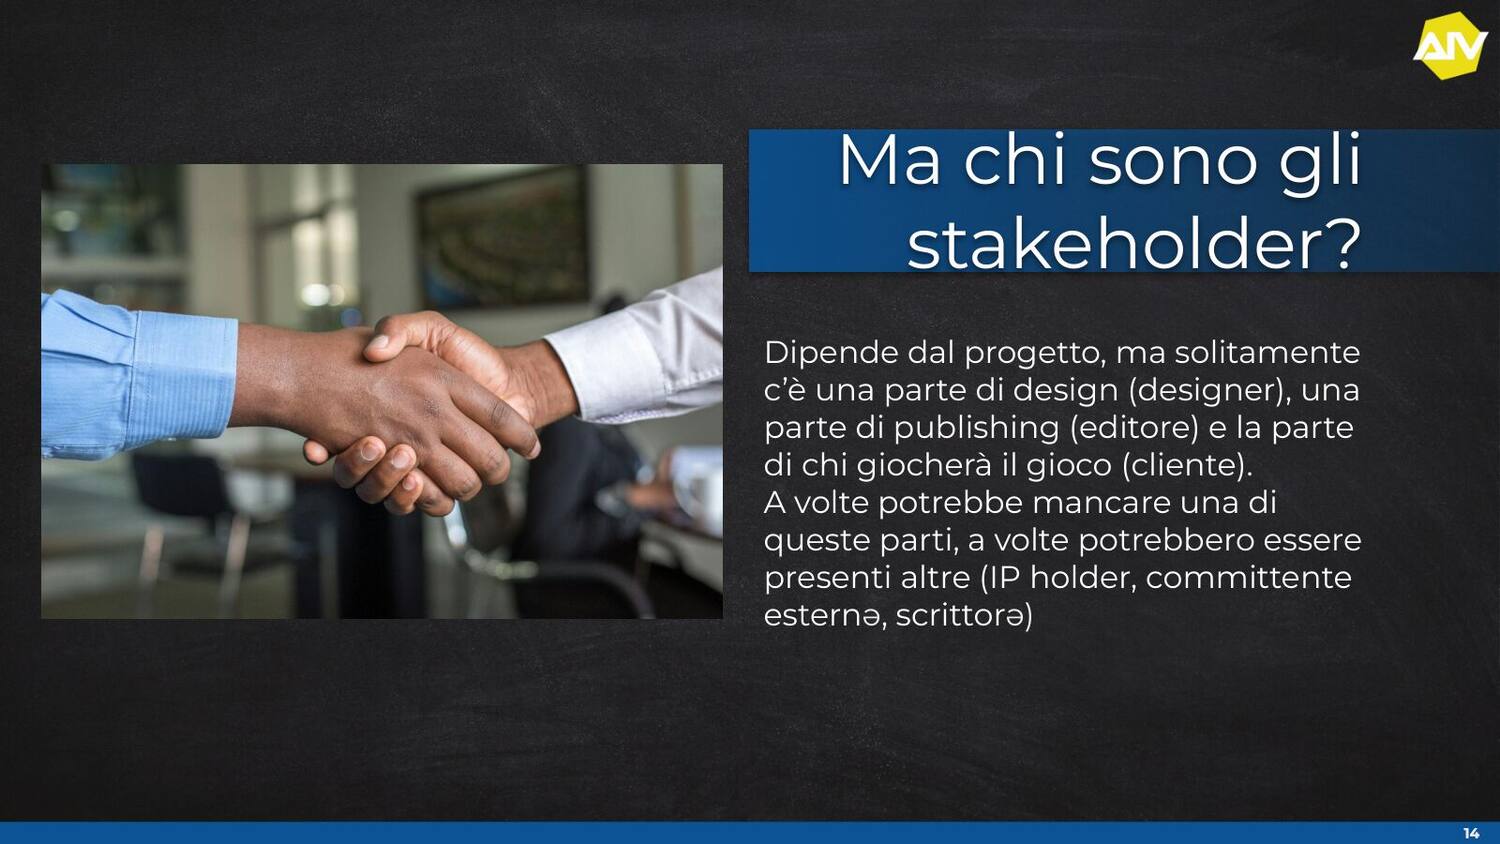 AIV
Ma chi sono gli
stakeholder?
Dipende dal progetto, ma solitamente
c’è una parte di design (designer), una
parte di publishing (editore) e la parte
di chi giocherà il gioco (cliente).
A volte potrebbe mancare una di
queste parti, a volte potrebbero essere
presenti altre (IP holder, committente
esternə, scrittorə)
14